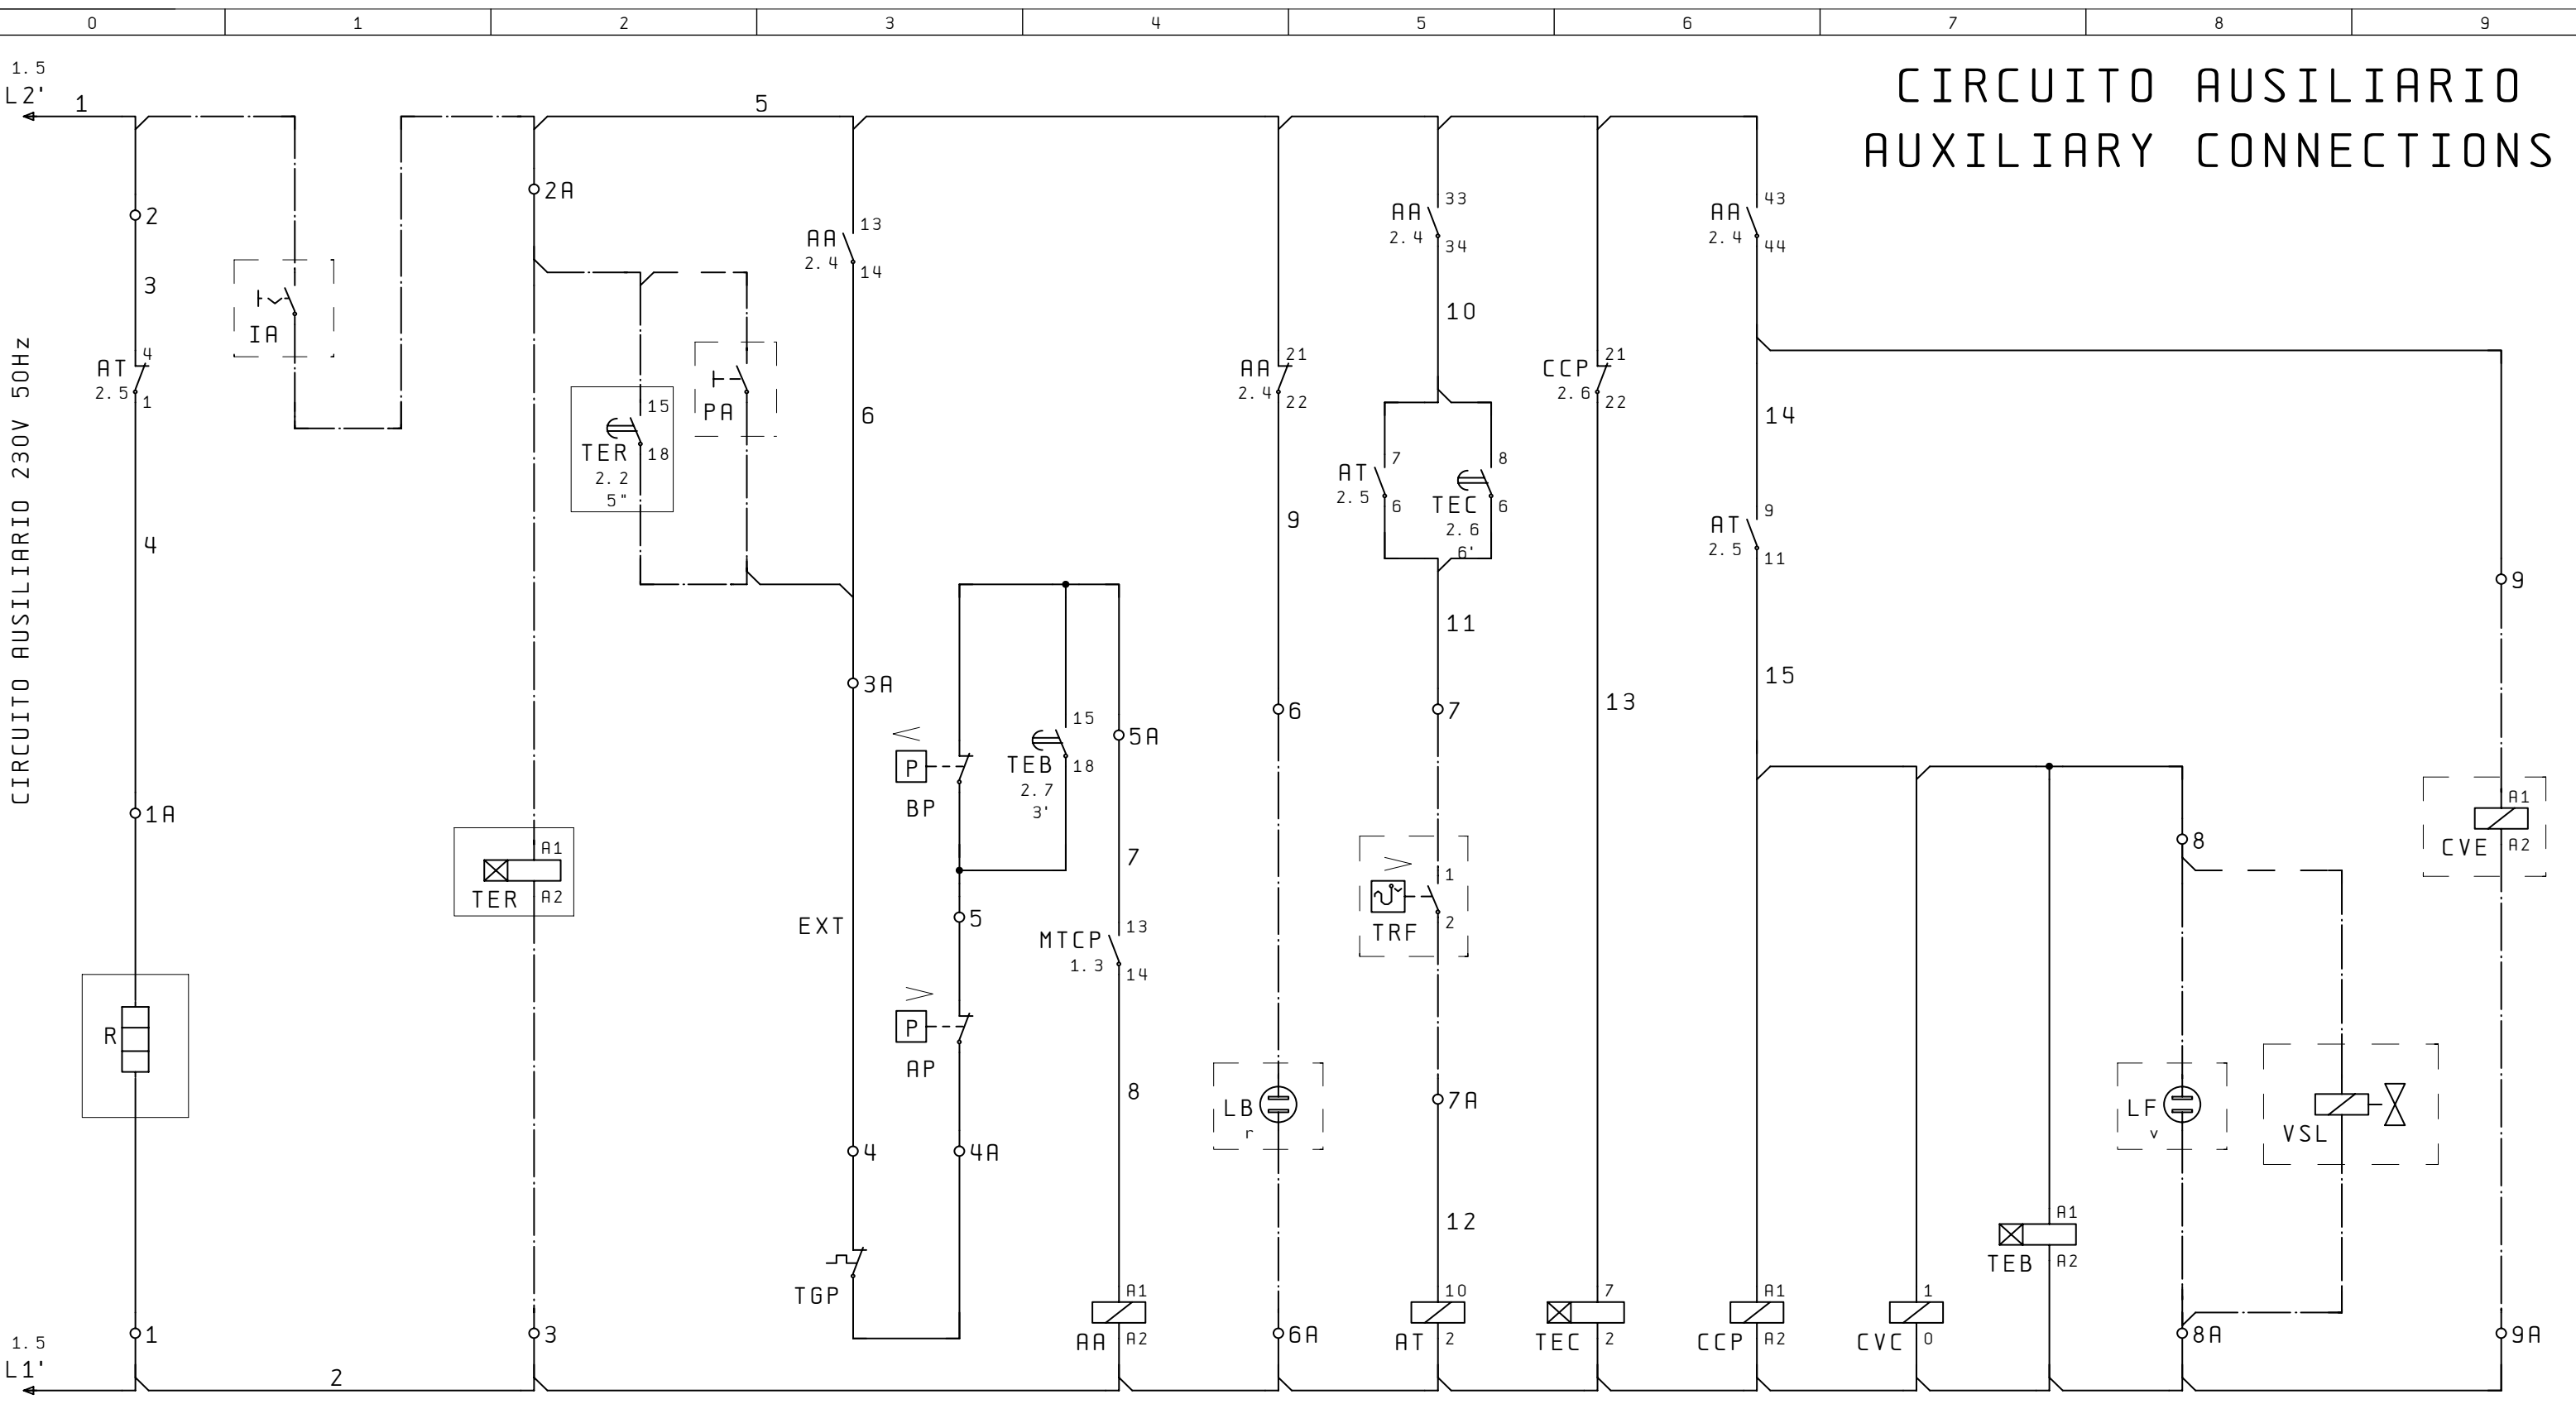 0 1 2 3 4 5 6 7 8 9
CIRCUITO AUSILIARIO
AUXILIARY CONNECTIONS
CIRCUITO AUSILIARIO 230V 50Hz
1.5
L2'
1
5
2
3
AT
2.5
4
1
4
1A
R
1
1.5
L1'
2
IA
2A
TER
2.2
5"
15
18
PA
TER
A1
A2
3
AA
2.4
13
14
6
3A
EXT
4
TGP
<
P
BP
5
>
P
AP
4A
TEB
2.7
3'
15
18
5A
7
MTCP
1.3
13
14
8
AA
A1
A2
AA
2.4
21
22
9
6
LB
r
6A
AA
2.4
33
34
10
AT
2.5
7
6
TEC
2.6
6'
8
6
11
7
>
TRF
1
2
7A
12
AT
10
2
CCP
2.6
21
22
13
TEC
7
2
AA
2.4
43
44
14
AT
2.5
9
11
15
CCP
A1
A2
CVC
1
0
TEB
A1
A2
8
LF
v
8A
VSL
9
CVE
A1
A2
9A